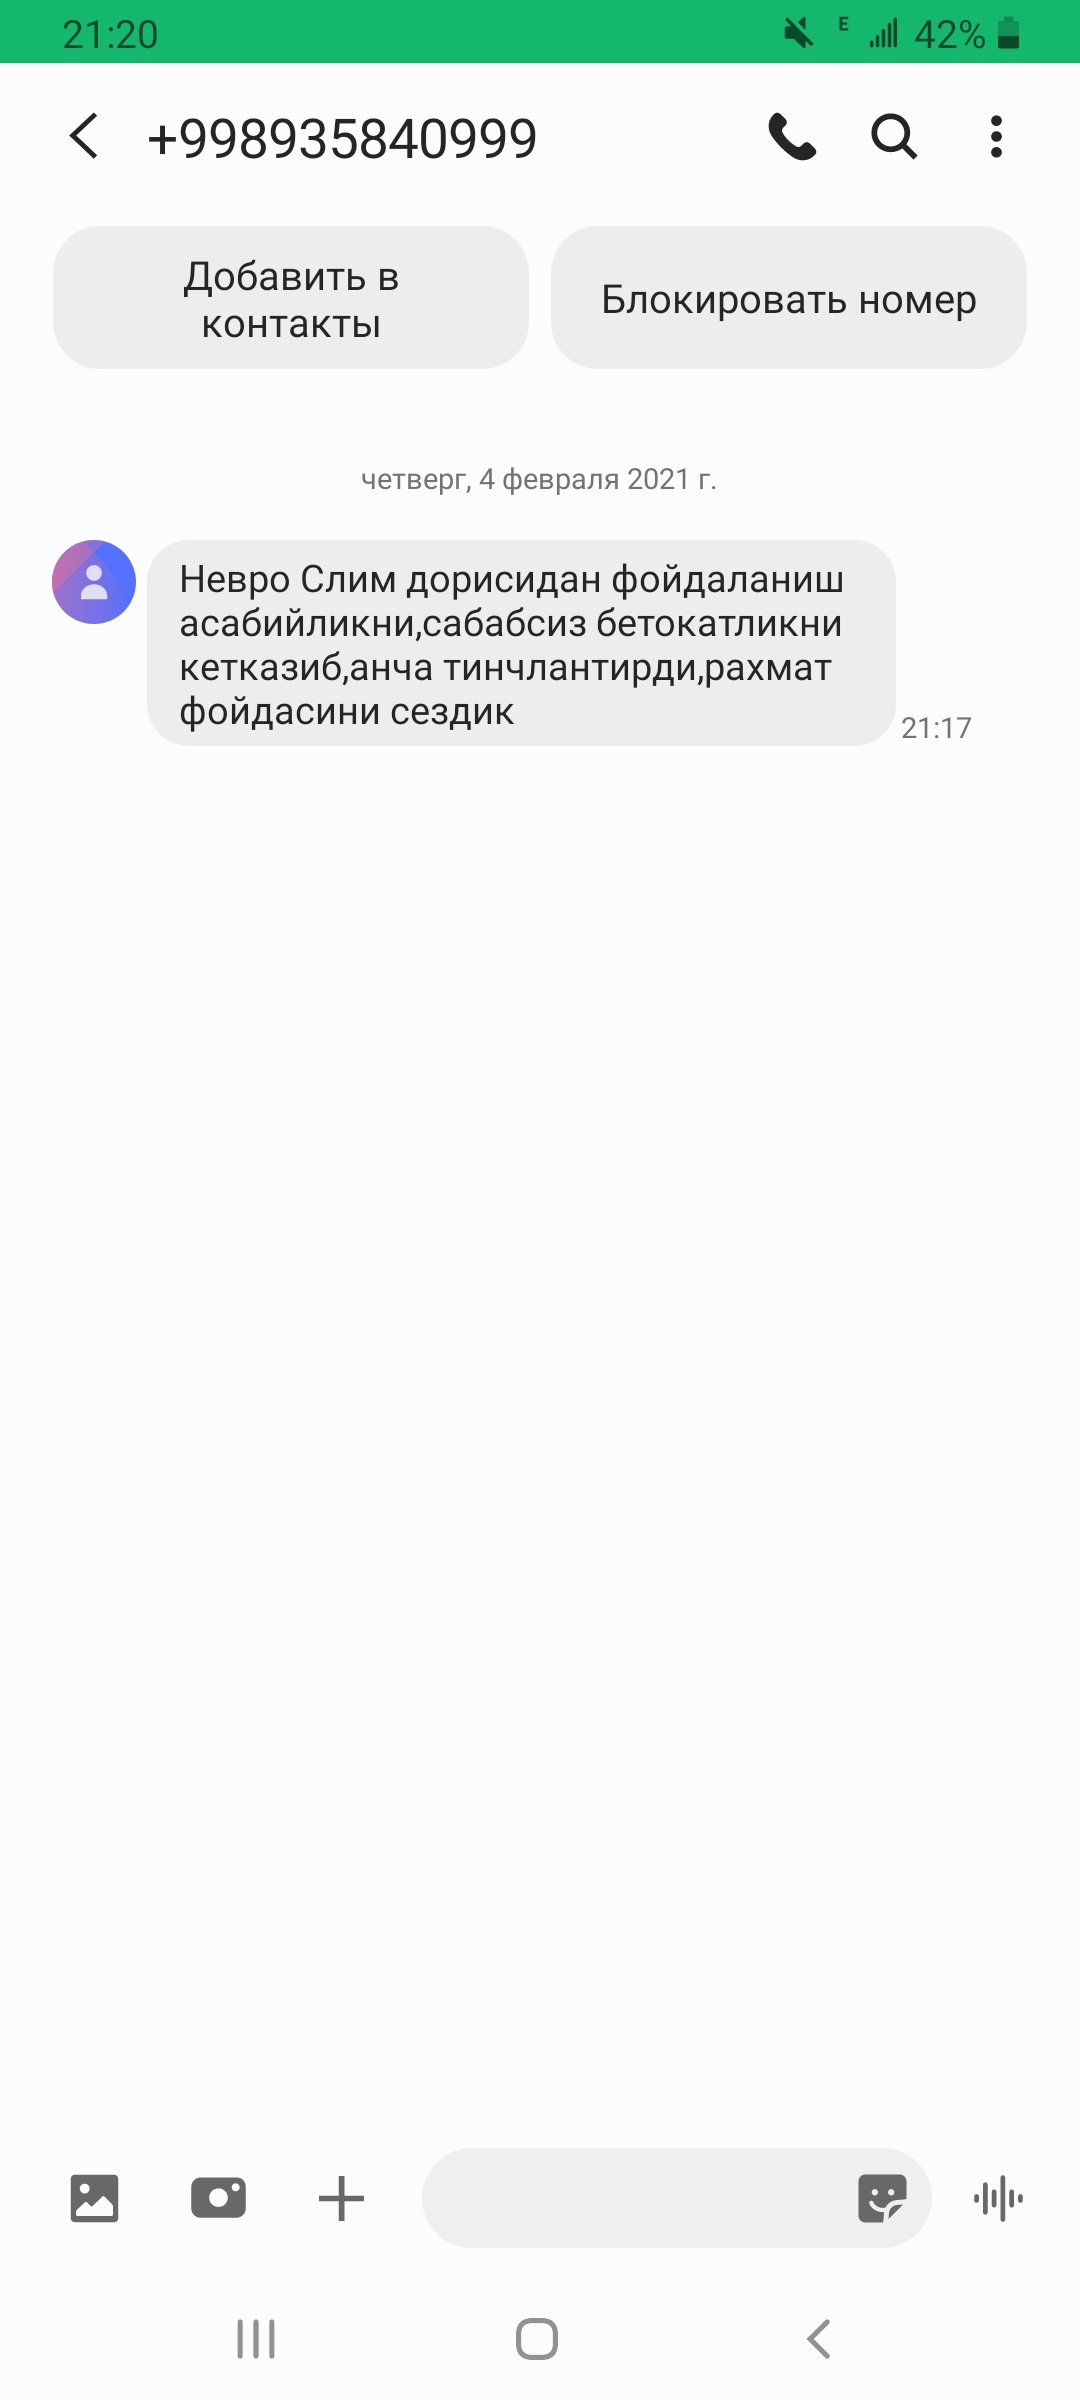 21:20
E
42%
+998935840999
Добавить в
контакты
Блокировать номер
четверг, 4 февраля 2021 г.
Невро Слим дорисидан фойдаланиш
асабийликни,сабабсиз бетокатликни
кетказиб,анча тинчлантирди,рахмат
фойдасини сездик
21:17